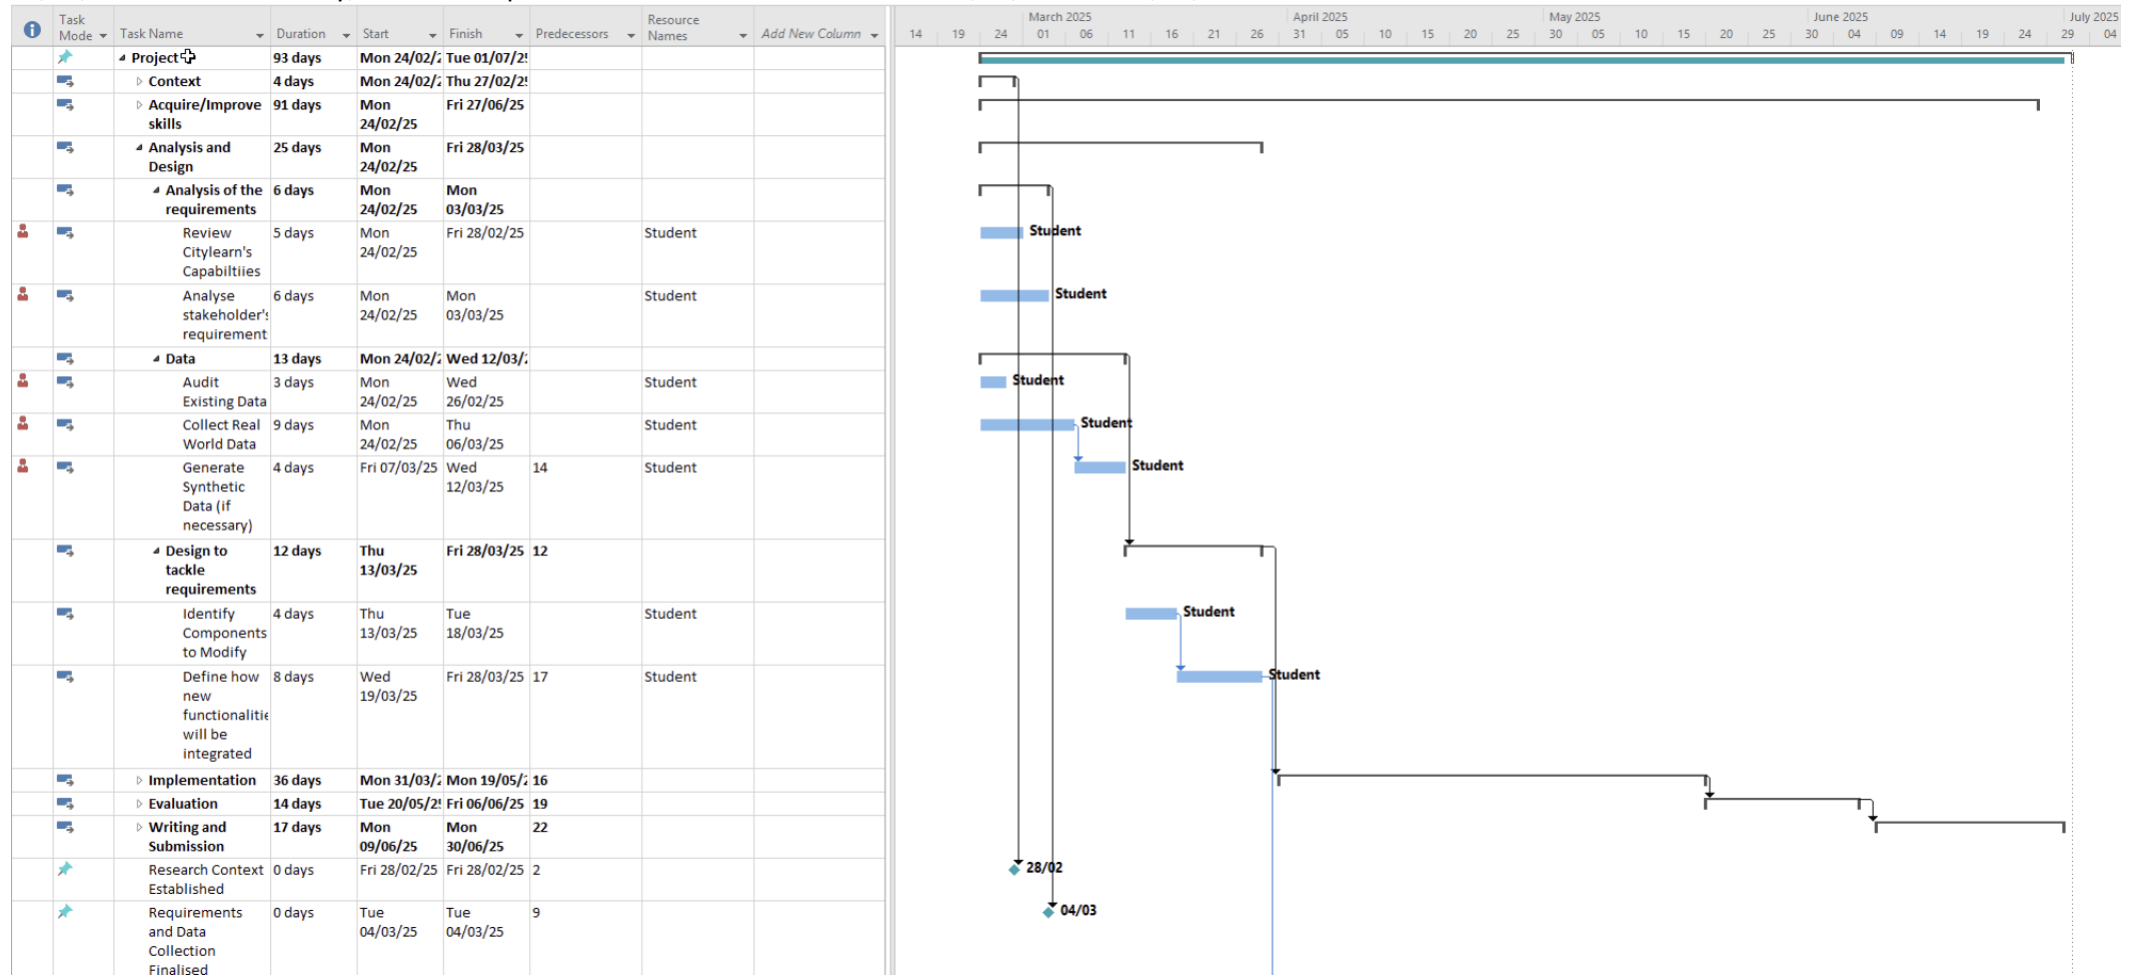 March 2025 April 2025 May 2025 June 2025 July 2025
Task Mode Task Name Duration Start Finish Predecessors Resource Names Add New Column
14 19 24 01 06 11 16 21 26 31 05 10 15 20 25 30 05 10 15 20 25 30 04 09 14 19 24 29 04
Project 93 days Mon 24/02/2 Tue 01/07/2!
Context 4 days Mon 24/02/2 Thu 27/02/2!
Acquire/Improve skills 91 days Mon 24/02/25 Fri 27/06/25
Analysis and Design 25 days Mon 24/02/25 Fri 28/03/25
Analysis of the requirements 6 days Mon 24/02/25 Mon 03/03/25
Review Citylearn's Capabiltiies 5 days Mon 24/02/25 Fri 28/02/25 Student
Student
Analyse stakeholder's requirement 6 days Mon 24/02/25 Mon 03/03/25 Student
Student
Data 13 days Mon 24/02/2 Wed 12/03/2
Audit Existing Data 3 days Mon 24/02/25 Wed 26/02/25 Student
Student
Collect Real World Data 9 days Mon 24/02/25 Thu 06/03/25 Student
Student
Generate Synthetic Data (if necessary) 4 days Fri 07/03/25 Wed 12/03/25 14 Student
Student
Design to tackle requirements 12 days Thu 13/03/25 Fri 28/03/25 12
Identify Components to Modify 4 days Thu 13/03/25 Tue 18/03/25 Student
Student
Define how new functionalitie will be integrated 8 days Wed 19/03/25 Fri 28/03/25 17 Student
Student
Implementation 36 days Mon 31/03/2 Mon 19/05/2 16
Evaluation 14 days Tue 20/05/2! Fri 06/06/25 19
Writing and Submission 17 days Mon 09/06/25 Mon 30/06/25 22
Research Context Established 0 days Fri 28/02/25 Fri 28/02/25 2
28/02
Requirements and Data Collection Finalised 0 days Tue 04/03/25 Tue 04/03/25 9
04/03